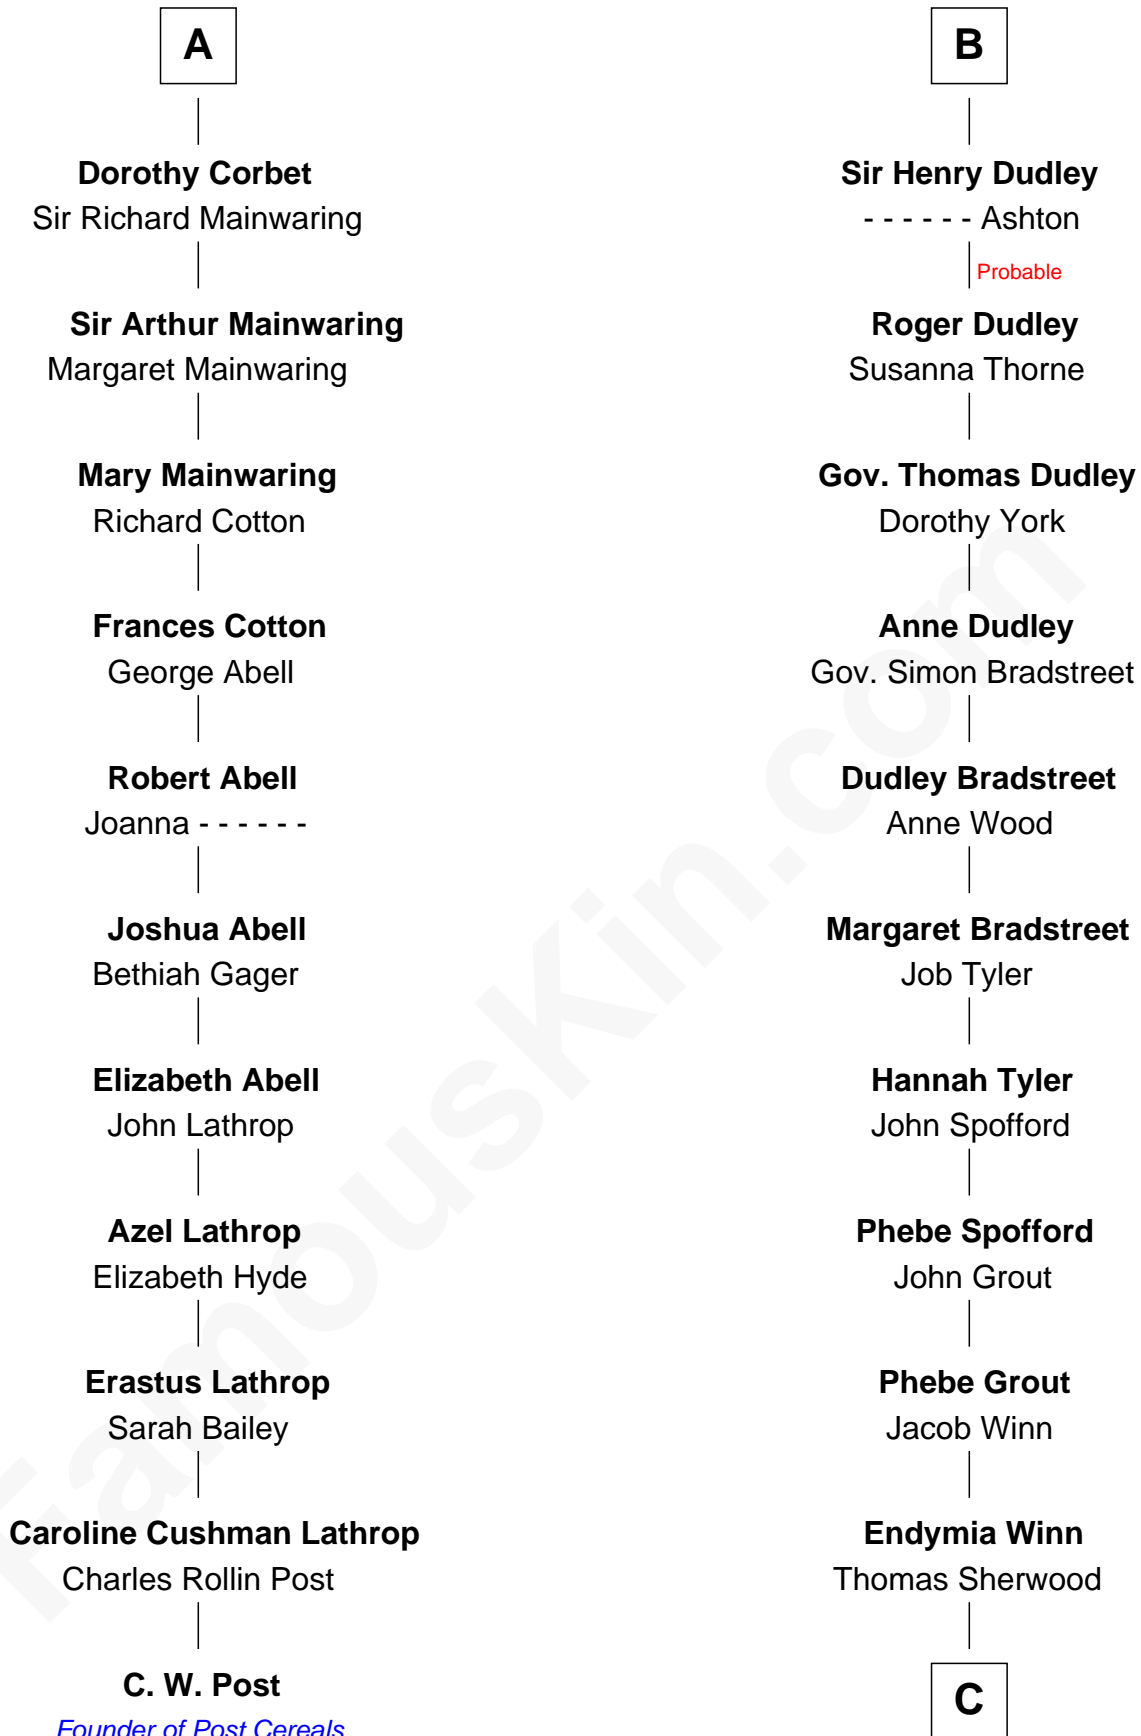 A
Dorothy Corbet
Sir Richard Mainwaring
Sir Arthur Mainwaring
Margaret Mainwaring
Mary Mainwaring
Richard Cotton
Frances Cotton
George Abell
Robert Abell
Joanna - - - - - -
Joshua Abell
Bethiah Gager
Elizabeth Abell
John Lathrop
Azel Lathrop
Elizabeth Hyde
Erastus Lathrop
Sarah Bailey
Caroline Cushman Lathrop
Charles Rollin Post
C. W. Post
Founder of Post Cereals
B
Sir Henry Dudley
- - - - - - Ashton
Probable
Roger Dudley
Susanna Thorne
Gov. Thomas Dudley
Dorothy York
Anne Dudley
Gov. Simon Bradstreet
Dudley Bradstreet
Anne Wood
Margaret Bradstreet
Job Tyler
Hannah Tyler
John Spofford
Phebe Spofford
John Grout
Phebe Grout
Jacob Winn
Endymia Winn
Thomas Sherwood
C
FamousKin.com